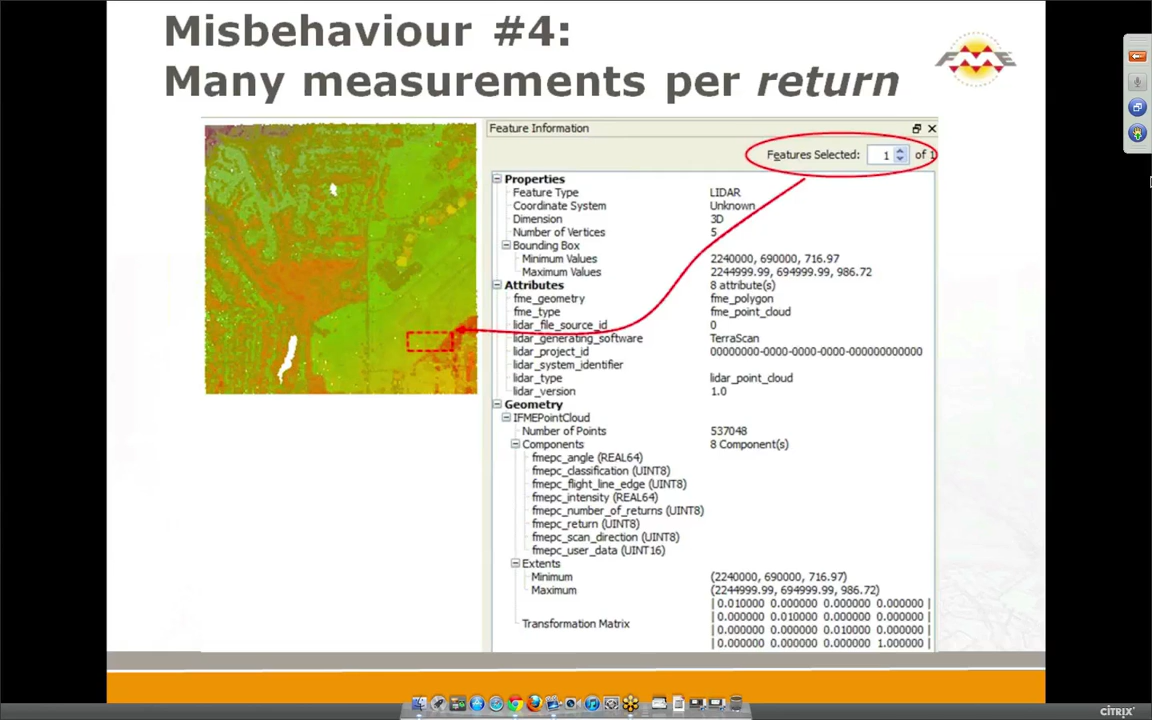 Misbehaviour #4:
Many measurements per return
FME
Feature Information
Features Selected: 1 of 1
Properties
Feature Type LIDAR
Coordinate System Unknown
Dimension 3D
Number of Vertices 5
Bounding Box
Minimum Values 2240000, 690000, 716.97
Maximum Values 2244999.99, 694999.99, 986.72
Attributes 8 attribute(s)
fme_geometry fme_polygon
fme_type fme_point_cloud
lidar_file_source_id 0
lidar_generating_software TerraScan
lidar_project_id 00000000-0000-0000-0000-000000000000
lidar_system_identifier
lidar_type lidar_point_cloud
lidar_version 1.0
Geometry
IFMEPointCloud
Number of Points 537048
Components 8 Component(s)
fmepc_angle (REAL64)
fmepc_classification (UINT8)
fmepc_flight_line_edge (UINT8)
fmepc_intensity (REAL64)
fmepc_number_of_returns (UINT8)
fmepc_return (UINT8)
fmepc_scan_direction (UINT8)
fmepc_user_data (UINT16)
Extents
Minimum (2240000, 690000, 716.97)
Maximum (2244999.99, 694999.99, 986.72)
| 0.010000 0.000000 0.000000 0.000000 |
| 0.000000 0.010000 0.000000 0.000000 |
Transformation Matrix
| 0.000000 0.000000 0.010000 0.000000 |
| 0.000000 0.000000 0.000000 1.000000 |
CITRIX